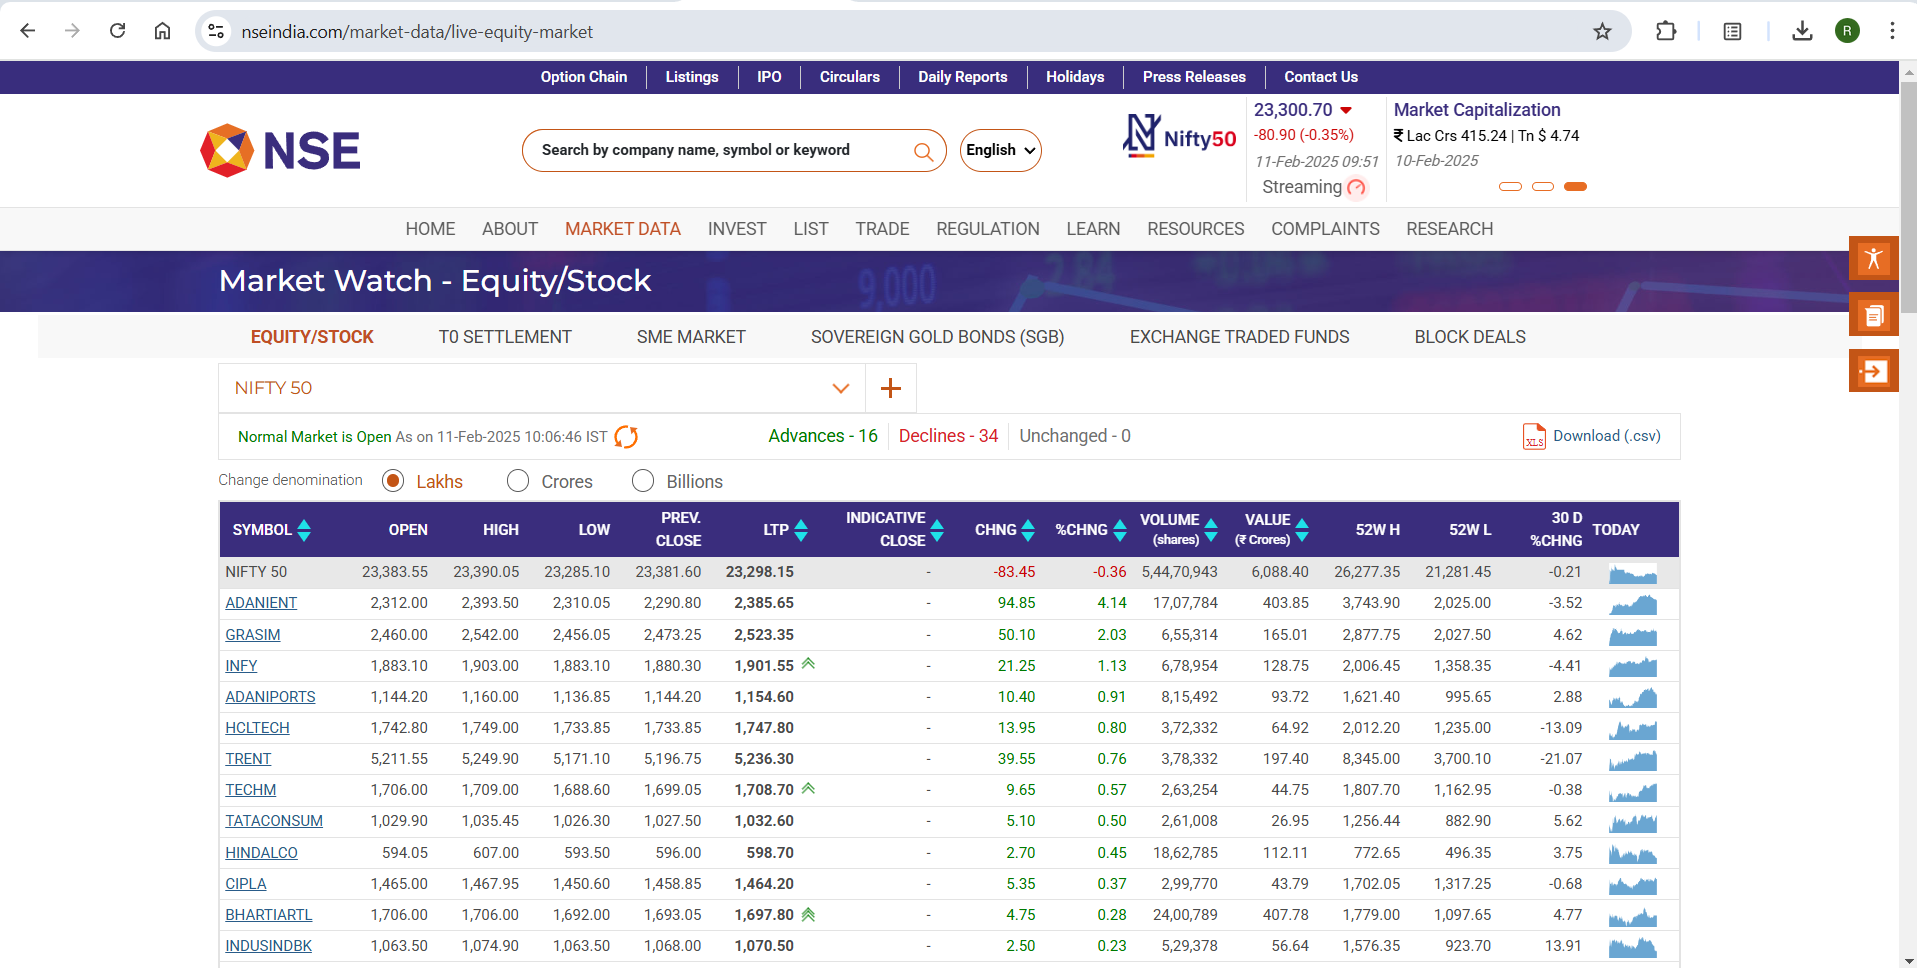 nseindia.com/market-data/live-equity-market
R
Option Chain Listings IPO Circulars Daily Reports Holidays Press Releases Contact Us
NSE
Search by company name, symbol or keyword
English
Nifty50
23,300.70
-80.90 (-0.35%)
11-Feb-2025 09:51
Streaming
Market Capitalization
₹ Lac Crs 415.24 | Tn $ 4.74
10-Feb-2025
HOME ABOUT MARKET DATA INVEST LIST TRADE REGULATION LEARN RESOURCES COMPLAINTS RESEARCH
Market Watch - Equity/Stock
9,000
2.84
EQUITY/STOCK T0 SETTLEMENT SME MARKET SOVEREIGN GOLD BONDS (SGB) EXCHANGE TRADED FUNDS BLOCK DEALS
NIFTY 50
Normal Market is Open As on 11-Feb-2025 10:06:46 IST Advances - 16 Declines - 34 Unchanged - 0 XLS Download (.csv)
Change denomination Lakhs Crores Billions
SYMBOL OPEN HIGH LOW PREV. CLOSE LTP INDICATIVE CLOSE CHNG %CHNG VOLUME (shares) VALUE (₹ Crores) 52W H 52W L 30 D %CHNG TODAY
NIFTY 50 23,383.55 23,390.05 23,285.10 23,381.60 23,298.15 - -83.45 -0.36 5,44,70,943 6,088.40 26,277.35 21,281.45 -0.21
ADANIENT 2,312.00 2,393.50 2,310.05 2,290.80 2,385.65 - 94.85 4.14 17,07,784 403.85 3,743.90 2,025.00 -3.52
GRASIM 2,460.00 2,542.00 2,456.05 2,473.25 2,523.35 - 50.10 2.03 6,55,314 165.01 2,877.75 2,027.50 4.62
INFY 1,883.10 1,903.00 1,883.10 1,880.30 1,901.55 - 21.25 1.13 6,78,954 128.75 2,006.45 1,358.35 -4.41
ADANIPORTS 1,144.20 1,160.00 1,136.85 1,144.20 1,154.60 - 10.40 0.91 8,15,492 93.72 1,621.40 995.65 2.88
HCLTECH 1,742.80 1,749.00 1,733.85 1,733.85 1,747.80 - 13.95 0.80 3,72,332 64.92 2,012.20 1,235.00 -13.09
TRENT 5,211.55 5,249.90 5,171.10 5,196.75 5,236.30 - 39.55 0.76 3,78,332 197.40 8,345.00 3,700.10 -21.07
TECHM 1,706.00 1,709.00 1,688.60 1,699.05 1,708.70 - 9.65 0.57 2,63,254 44.75 1,807.70 1,162.95 -0.38
TATACONSUM 1,029.90 1,035.45 1,026.30 1,027.50 1,032.60 - 5.10 0.50 2,61,008 26.95 1,256.44 882.90 5.62
HINDALCO 594.05 607.00 593.50 596.00 598.70 - 2.70 0.45 18,62,785 112.11 772.65 496.35 3.75
CIPLA 1,465.00 1,467.95 1,450.60 1,458.85 1,464.20 - 5.35 0.37 2,99,770 43.79 1,702.05 1,317.25 -0.68
BHARTIARTL 1,706.00 1,706.00 1,692.00 1,693.05 1,697.80 - 4.75 0.28 24,00,789 407.78 1,779.00 1,097.65 4.77
INDUSINDBK 1,063.50 1,074.90 1,063.50 1,068.00 1,070.50 - 2.50 0.23 5,29,378 56.64 1,576.35 923.70 13.91